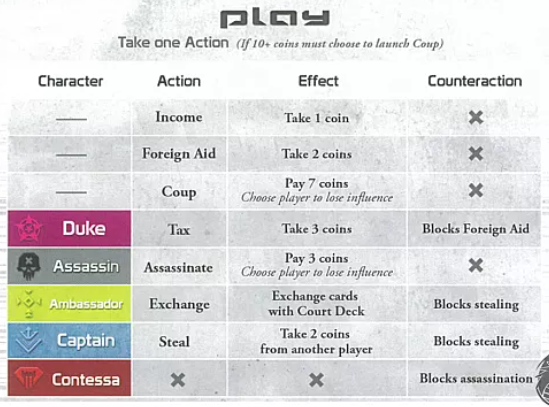 play
Take one Action (If 10+ coins must choose to launch Coup)
Character Action Effect Counteraction
Income Take 1 coin
Foreign Aid Take 2 coins
Coup Pay 7 coins
Choose player to lose influence
Duke Tax Take 3 coins Blocks Foreign Aid
Assassin Assassinate Pay 3 coins
Choose player to lose influence
Ambassador Exchange Exchange cards
with Court Deck Blocks stealing
Captain Steal Take 2 coins
from another player Blocks stealing
Contessa Blocks assassination